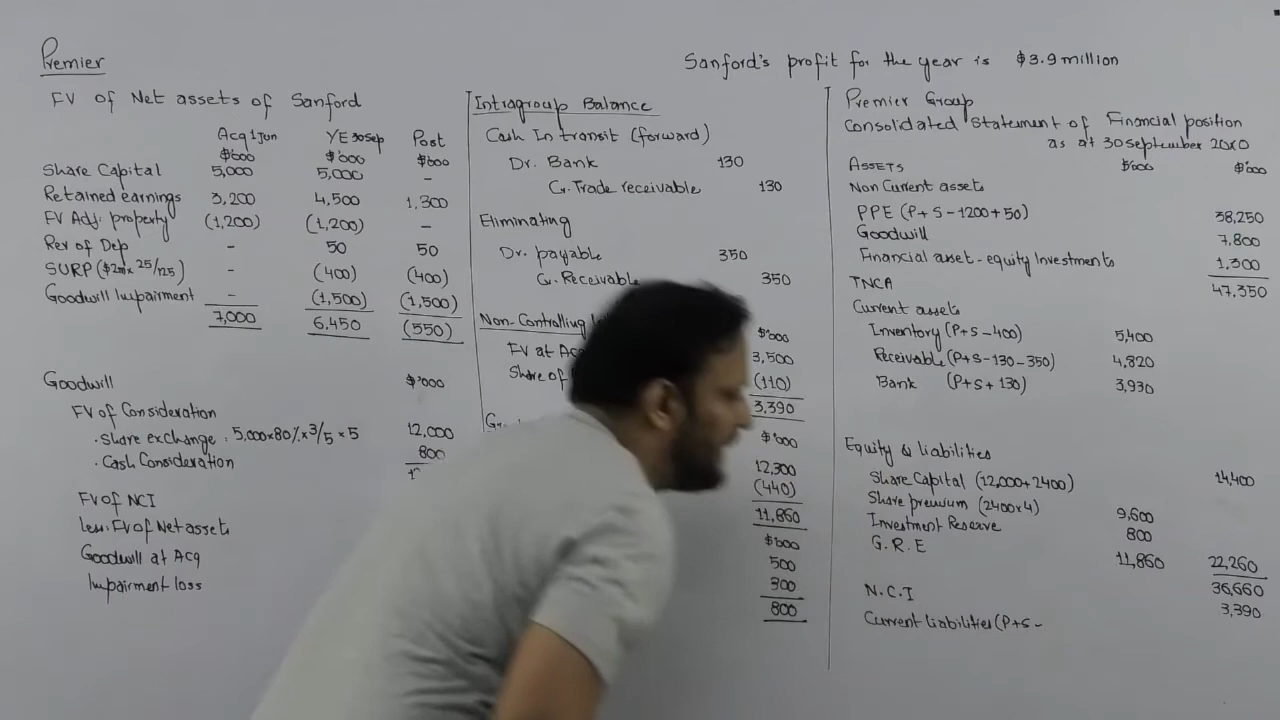 Premier
Sanford's profit for the year is $3.9 million
FV of Net assets of Sanford
Acq 1 Jun YE 30 Sep Post
$'000 $'000 $'000
Share Capital 5,000 5,000 -
Retained earnings 3,200 4,500 1,300
FV Adj. property (1,200) (1,200) -
Rev of Dep - 50 50
SURP ($2m x 25/125) - (400) (400)
Goodwill Impairment - (1,500) (1,500)
7,000 6,450 (550)
Goodwill $'000
FV of Consideration
. Share exchange : 5,000 x 80% x 3/5 x 5 12,000
. Cash Consideration 800
FV of NCI
less: FV of Net assets
Goodwill at Acq
Impairment loss
Intragroup Balance
Cash In transit (forward)
Dr. Bank 130
Cr. Trade receivable 130
Eliminating
Dr. payable 350
Cr. Receivable 350
Non-Controlling
$'000
FV at Acq 3,500
Share of (110)
3,390
$'000
12,300
(440)
11,860
$'000
500
300
800
Premier Group
Consolidated Statement of Financial position
as at 30 September 20X0
ASSETS $'000 $'000
Non Current assets
PPE (P+S-1200+50) 38,250
Goodwill 7,800
Financial asset - equity Investments 1,300
TNCA 47,350
Current assets
Inventory (P+S-400) 5,400
Receivable (P+S-130-350) 4,820
Bank (P+S+130) 3,930
Equity & liabilities
Share Capital (12,000+2400) 14,400
Share premium (2400x4) 9,600
Investment Reserve 800
G.R.E 11,860 22,260
36,660
N.C.I 3,390
Current liabilities (P+S-